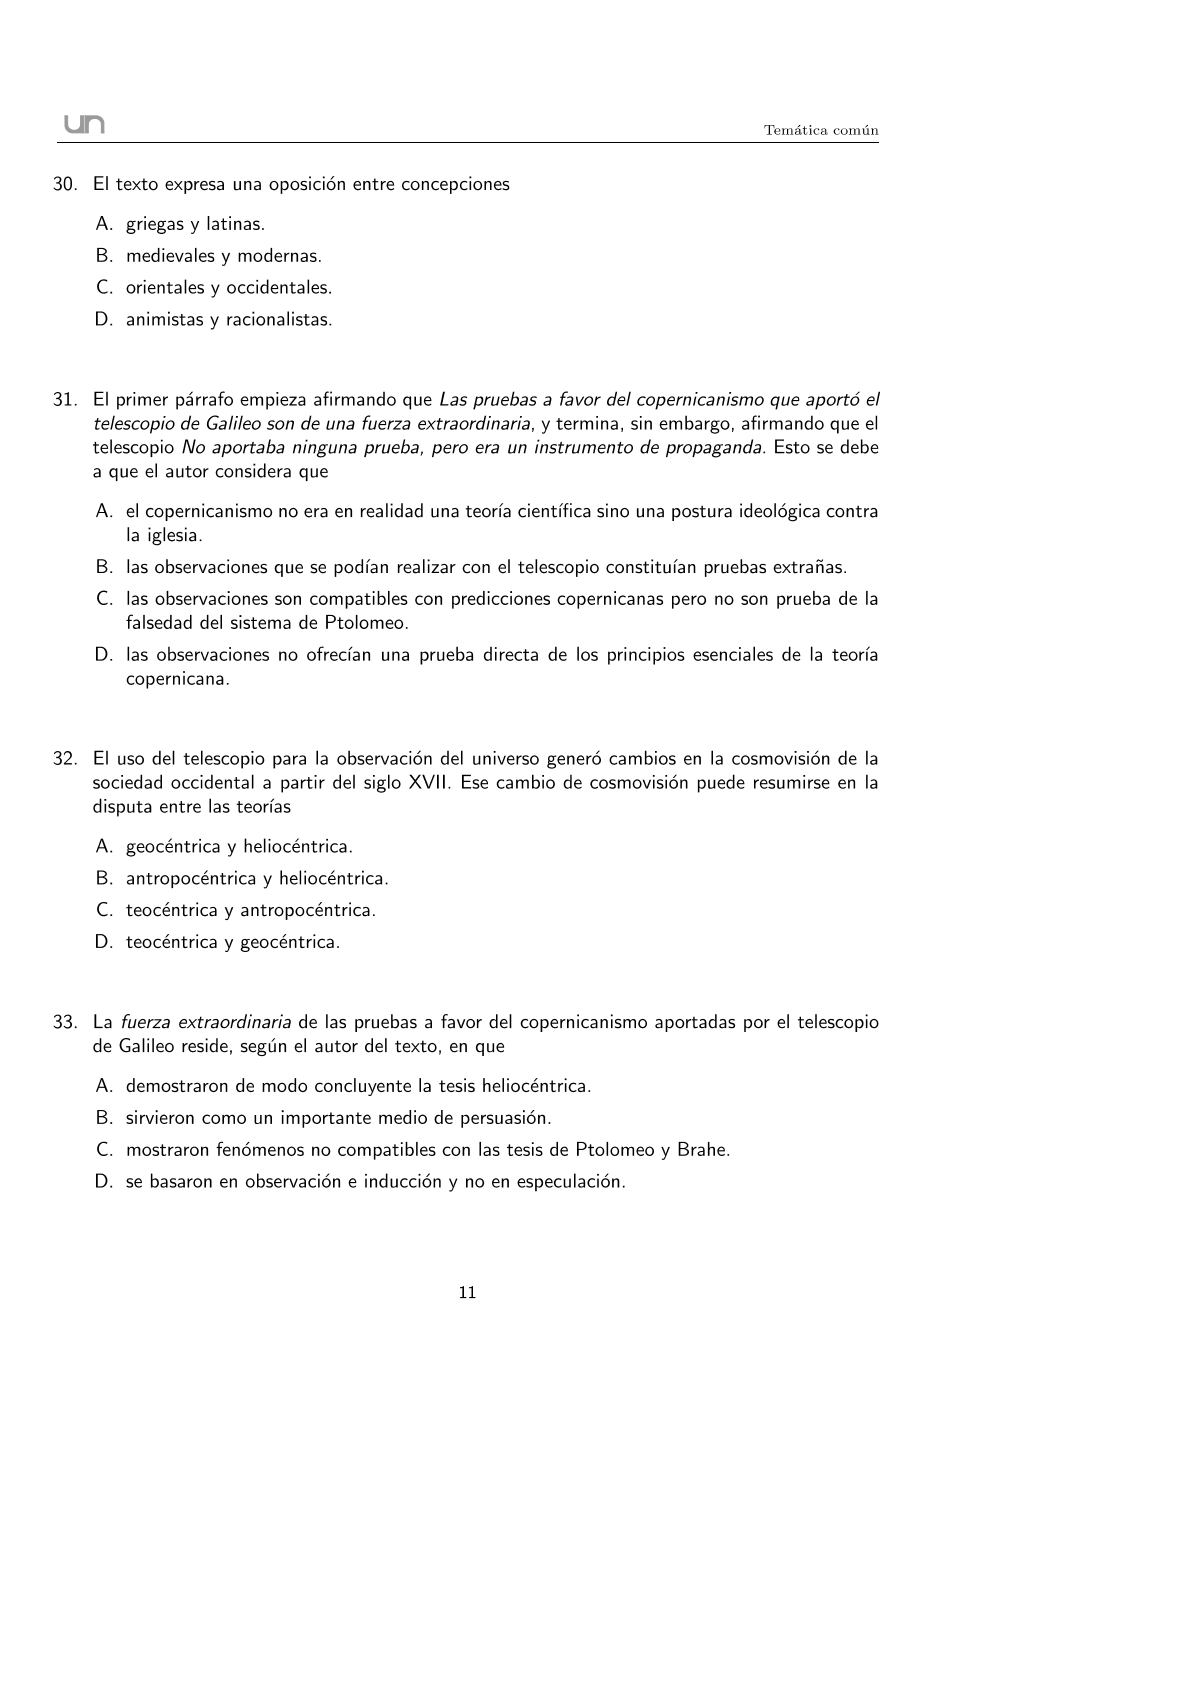 un
Temática común
30. El texto expresa una oposición entre concepciones
A. griegas y latinas.
B. medievales y modernas.
C. orientales y occidentales.
D. animistas y racionalistas.
31. El primer párrafo empieza afirmando que Las pruebas a favor del copernicanismo que aportó el
telescopio de Galileo son de una fuerza extraordinaria, y termina, sin embargo, afirmando que el
telescopio No aportaba ninguna prueba, pero era un instrumento de propaganda. Esto se debe
a que el autor considera que
A. el copernicanismo no era en realidad una teoría científica sino una postura ideológica contra
la iglesia.
B. las observaciones que se podían realizar con el telescopio constituían pruebas extrañas.
C. las observaciones son compatibles con predicciones copernicanas pero no son prueba de la
falsedad del sistema de Ptolomeo.
D. las observaciones no ofrecían una prueba directa de los principios esenciales de la teoría
copernicana.
32. El uso del telescopio para la observación del universo generó cambios en la cosmovisión de la
sociedad occidental a partir del siglo XVII. Ese cambio de cosmovisión puede resumirse en la
disputa entre las teorías
A. geocéntrica y heliocéntrica.
B. antropocéntrica y heliocéntrica.
C. teocéntrica y antropocéntrica.
D. teocéntrica y geocéntrica.
33. La fuerza extraordinaria de las pruebas a favor del copernicanismo aportadas por el telescopio
de Galileo reside, según el autor del texto, en que
A. demostraron de modo concluyente la tesis heliocéntrica.
B. sirvieron como un importante medio de persuasión.
C. mostraron fenómenos no compatibles con las tesis de Ptolomeo y Brahe.
D. se basaron en observación e inducción y no en especulación.
11